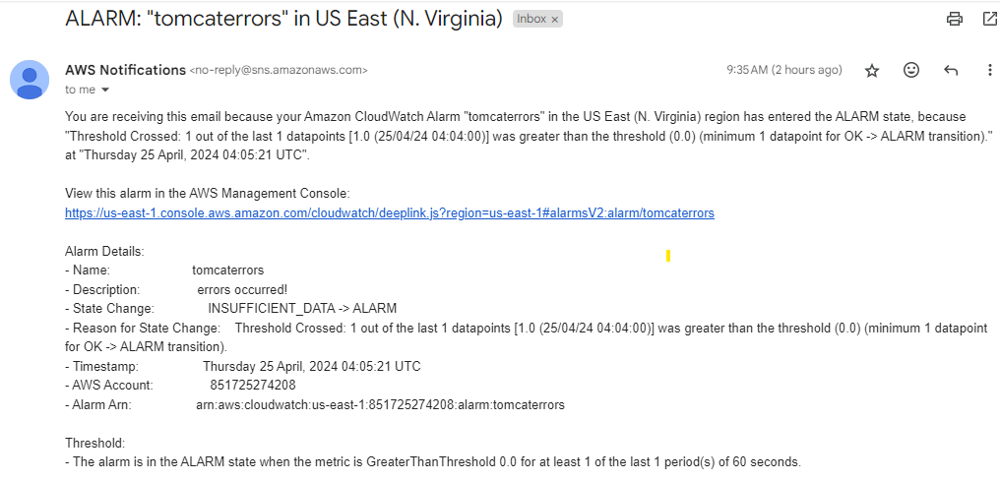 ALARM: "tomcaterrors" in US East (N. Virginia) Inbox ×
AWS Notifications <no-reply@sns.amazonaws.com> 9:35 AM (2 hours ago)
to me
You are receiving this email because your Amazon CloudWatch Alarm "tomcaterrors" in the US East (N. Virginia) region has entered the ALARM state, because
"Threshold Crossed: 1 out of the last 1 datapoints [1.0 (25/04/24 04:04:00)] was greater than the threshold (0.0) (minimum 1 datapoint for OK -> ALARM transition)."
at "Thursday 25 April, 2024 04:05:21 UTC".
View this alarm in the AWS Management Console:
https://us-east-1.console.aws.amazon.com/cloudwatch/deeplink.js?region=us-east-1#alarmsV2:alarm/tomcaterrors
Alarm Details:
- Name: tomcaterrors
- Description: errors occurred!
- State Change: INSUFFICIENT_DATA -> ALARM
- Reason for State Change: Threshold Crossed: 1 out of the last 1 datapoints [1.0 (25/04/24 04:04:00)] was greater than the threshold (0.0) (minimum 1 datapoint
for OK -> ALARM transition).
- Timestamp: Thursday 25 April, 2024 04:05:21 UTC
- AWS Account: 851725274208
- Alarm Arn: arn:aws:cloudwatch:us-east-1:851725274208:alarm:tomcaterrors
Threshold:
- The alarm is in the ALARM state when the metric is GreaterThanThreshold 0.0 for at least 1 of the last 1 period(s) of 60 seconds.